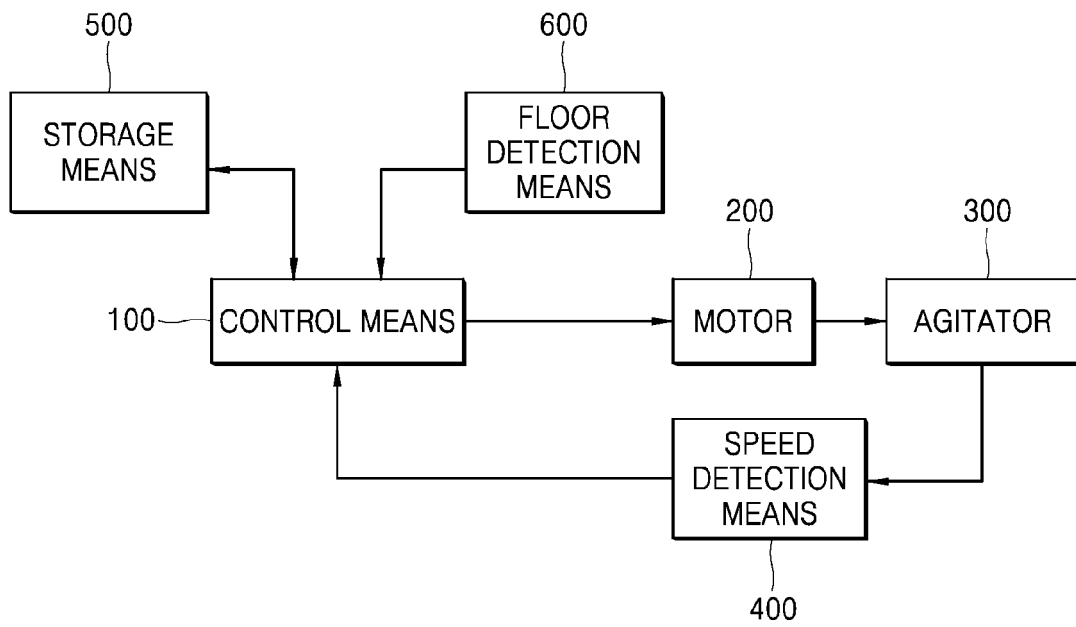 500
600
STORAGE
MEANS
FLOOR
DETECTION
MEANS
200
300
100
CONTROL MEANS
MOTOR
AGITATOR
SPEED
DETECTION
MEANS
400